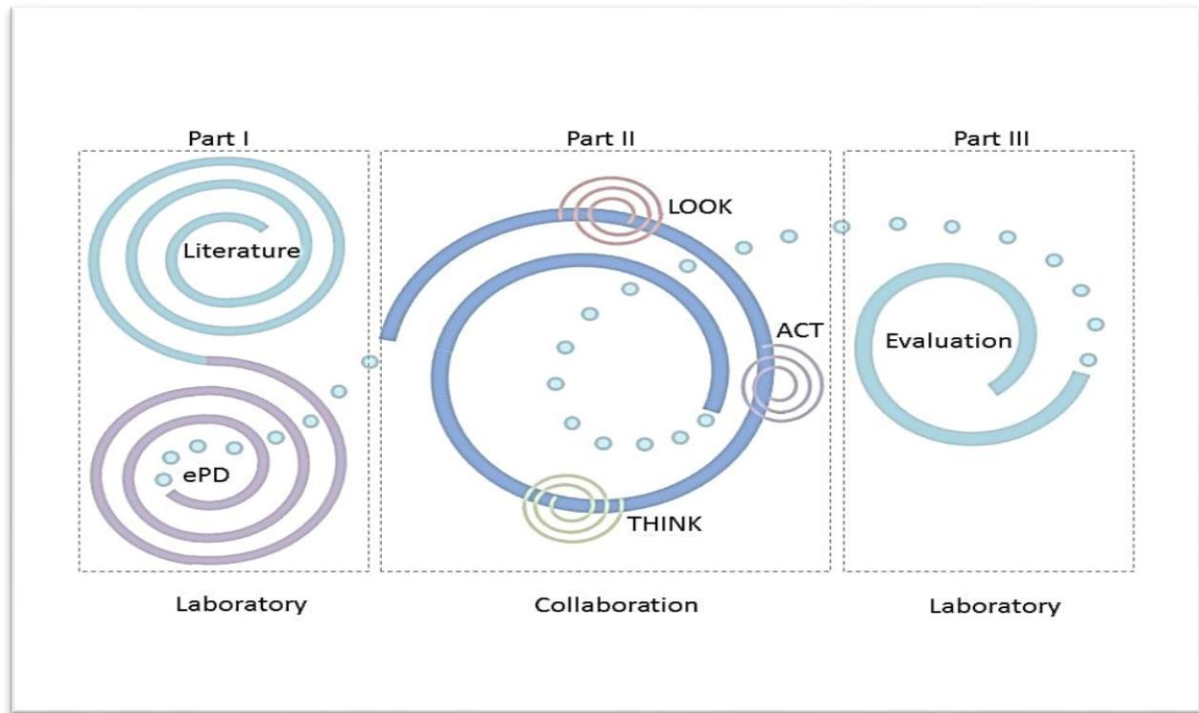 Part I
Part II
Part III
Literature
ePD
LOOK
ACT
THINK
Evaluation
Laboratory
Collaboration
Laboratory